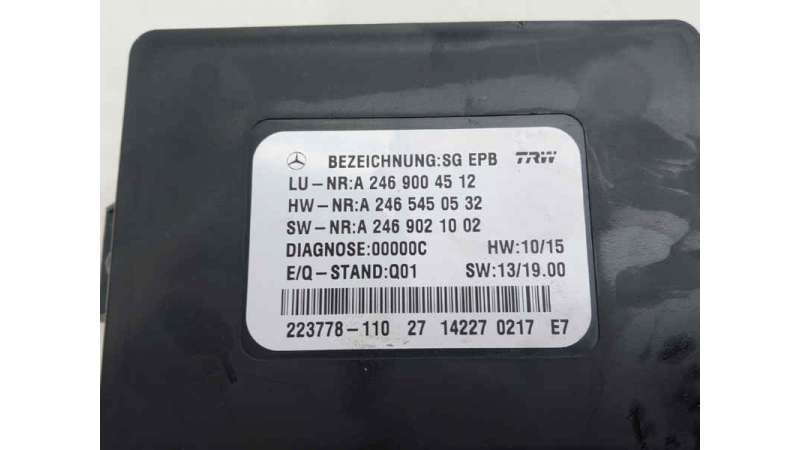 BEZEICHNUNG:SG EPB TRW
LU-NR:A 246 900 45 12
HW-NR:A 246 545 05 32
SW-NR:A 246 902 10 02
DIAGNOSE:00000C HW:10/15
E/Q-STAND:Q01 SW:13/19.00
223778-110 27 14227 0217 E7